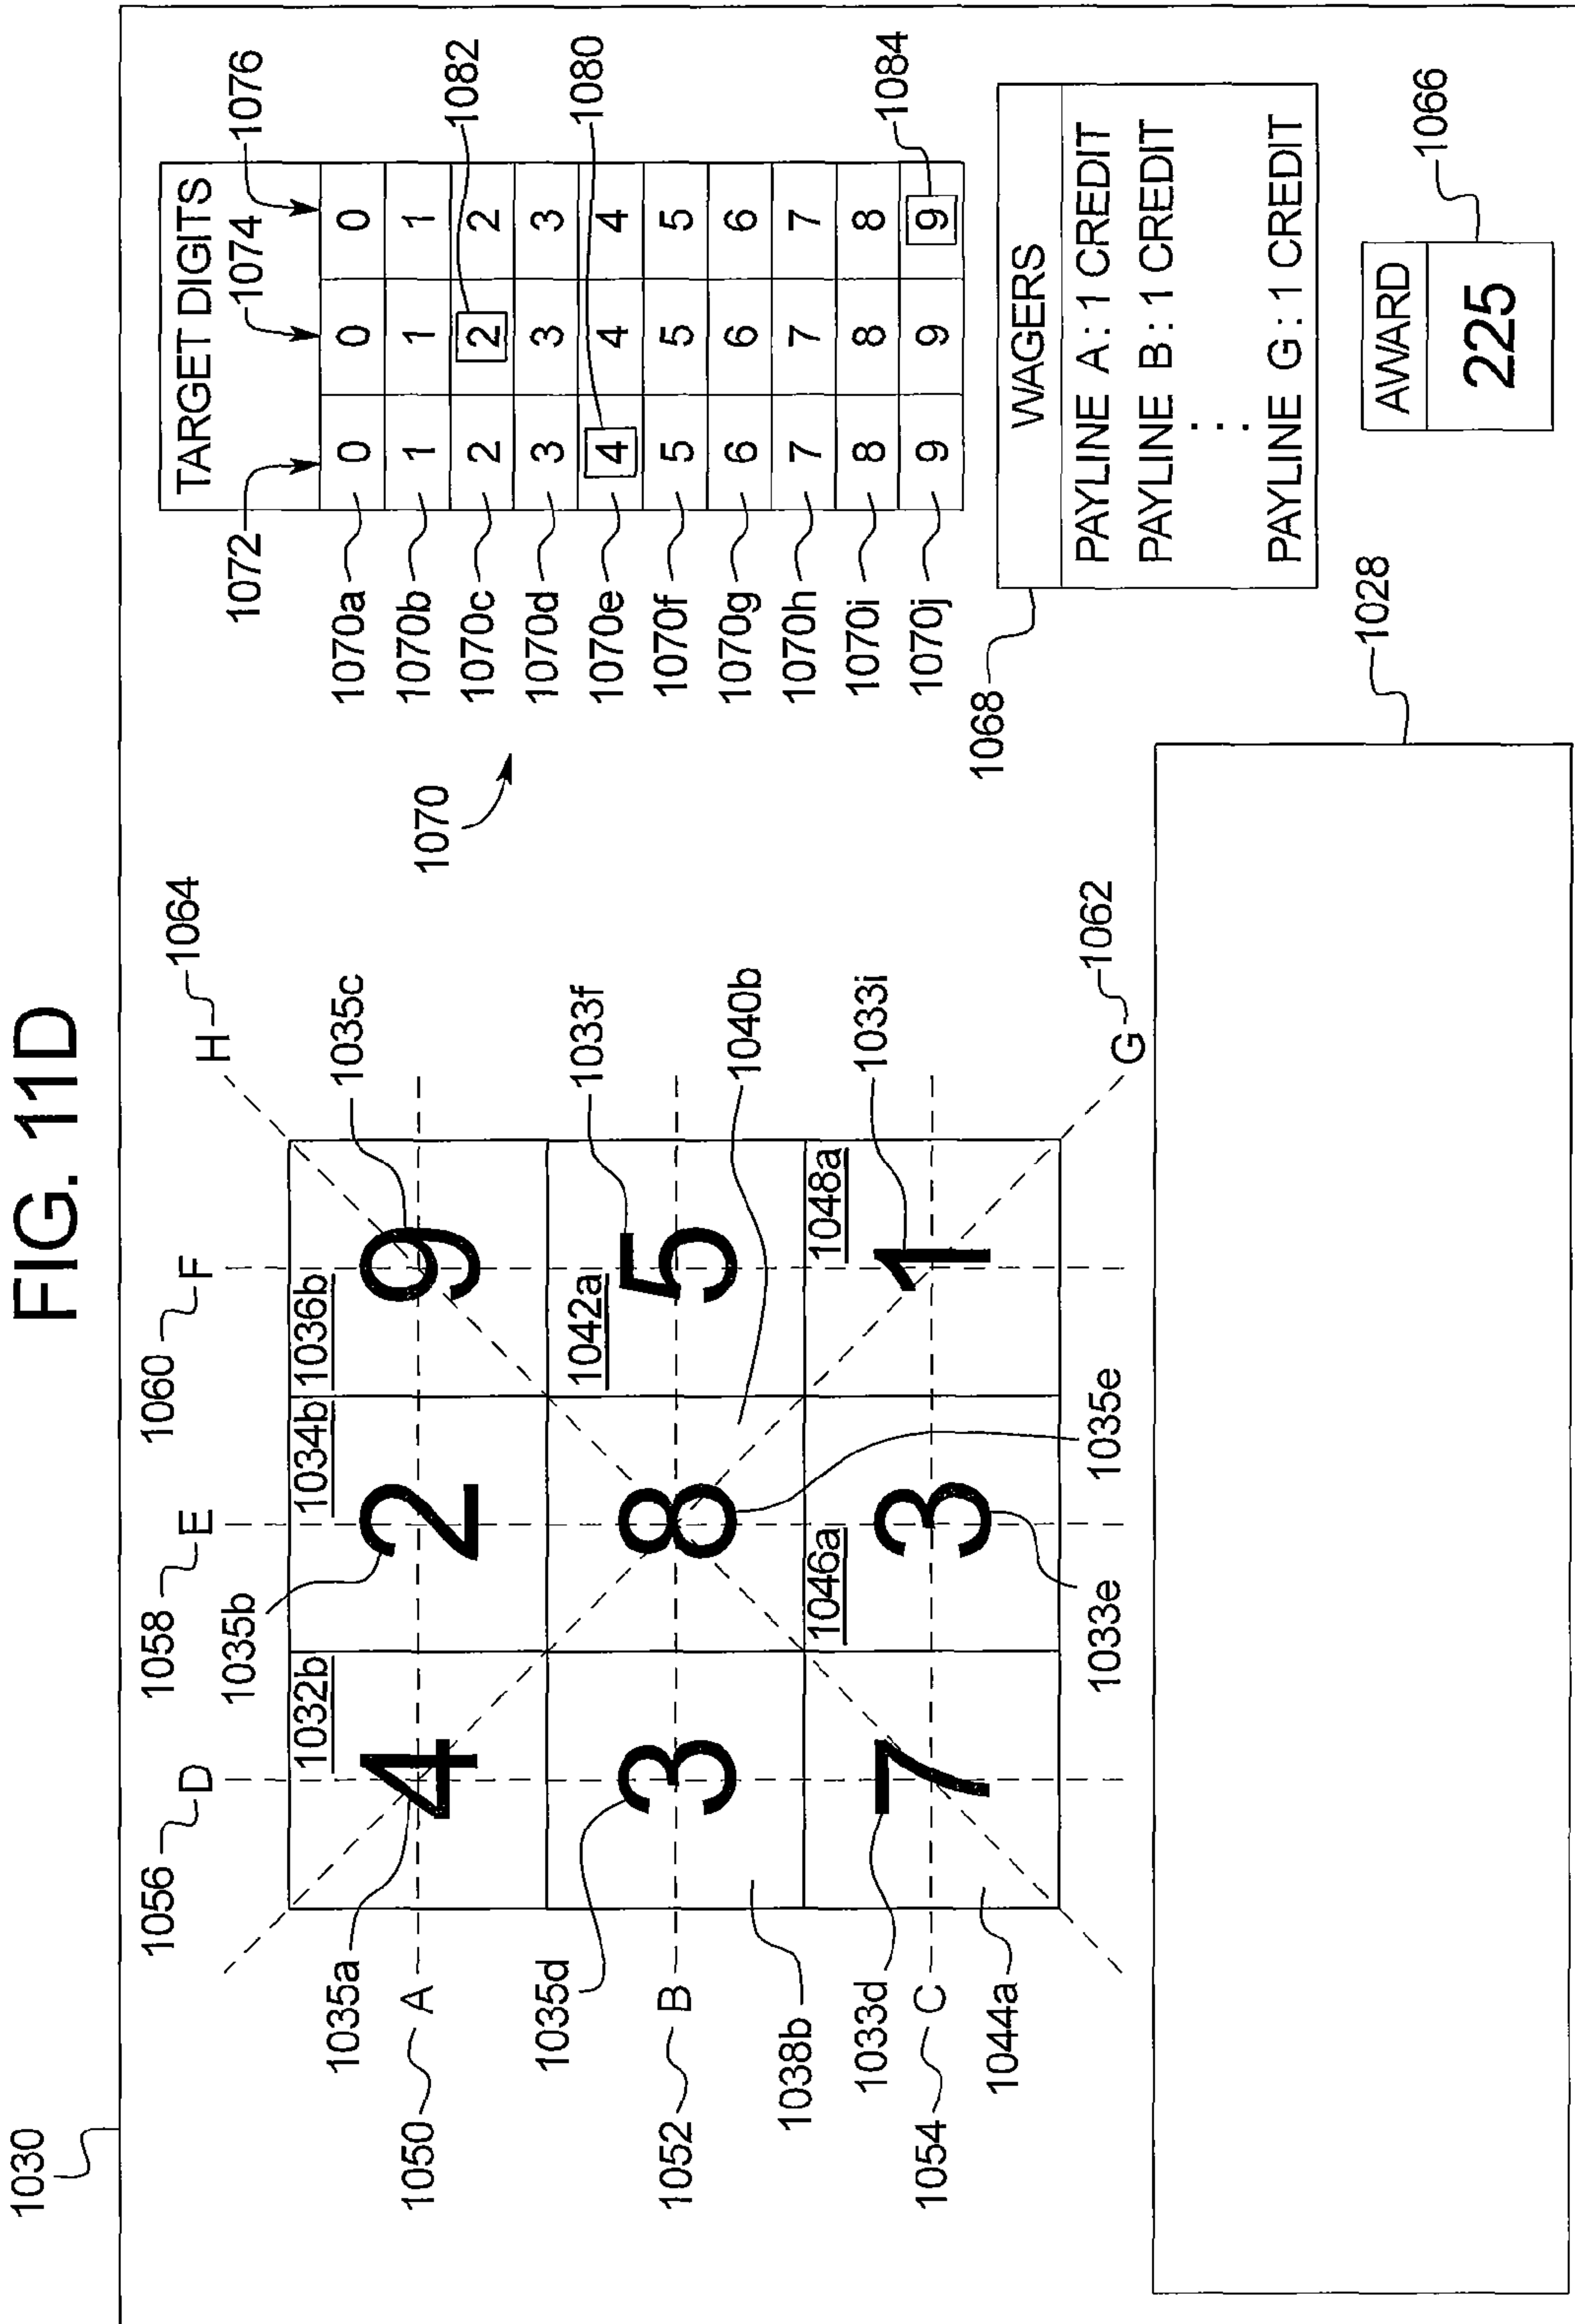 FIG. 11D
1030
1056 D
1058 E
1060 F
H 1064
1035b
1035a
1035c
1032b
1034b
1036b
4 2 9
1050 A
1035d
1042a
1033f
3 8 5
1052 B
1040b
1038b
1046a
1048a
1033d
7 3 1
1033i
1054 C
1044a
1033e
1035e
G 1062
1070
TARGET DIGITS
1072
1074
1076
1070a 0 0 0
1070b 1 1 1
1070c 2 2 2
1082
1070d 3 3 3
1070e 4 4 4
1080
1070f 5 5 5
1070g 6 6 6
1070h 7 7 7
1070i 8 8 8
1070j 9 9 9
1084
1068
WAGERS
PAYLINE A : 1 CREDIT
PAYLINE B : 1 CREDIT
⋮
PAYLINE G : 1 CREDIT
1028
AWARD
225
1066